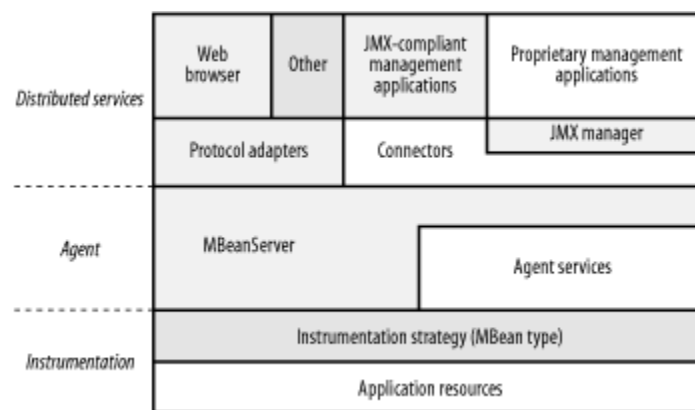 Distributed services
Web
browser
Other
JMX-compliant
management
applications
Proprietary management
applications
Protocol adapters
Connectors
JMX manager
Agent
MBeanServer
Agent services
Instrumentation
Instrumentation strategy (MBean type)
Application resources